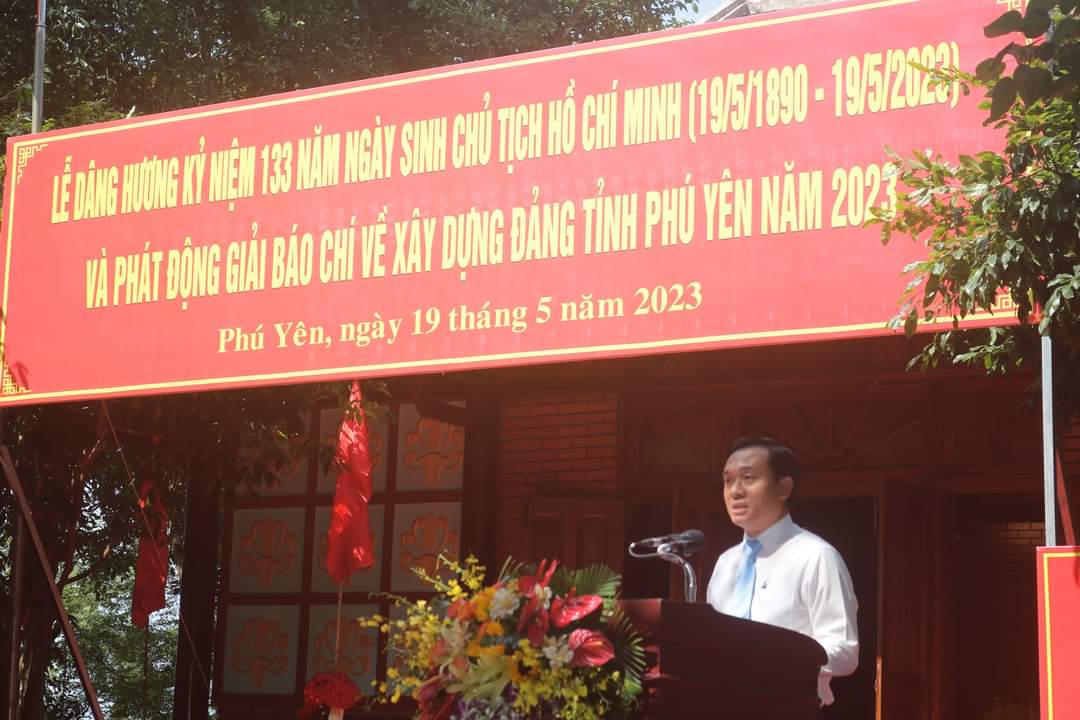 LỄ DÂNG HƯƠNG KỶ NIỆM 133 NĂM NGÀY SINH CHỦ TỊCH HỒ CHÍ MINH (19/5/1890 - 19/5/2023)
VÀ PHÁT ĐỘNG GIẢI BÁO CHÍ VỀ XÂY DỰNG ĐẢNG TỈNH PHÚ YÊN NĂM 2023
Phú Yên, ngày 19 tháng 5 năm 2023